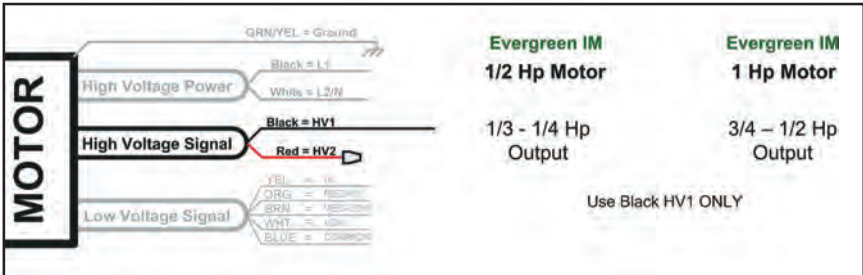 GRN/YEL = Ground
Black = L1
High Voltage Power
White = L2/N
MOTOR
Black = HV1
High Voltage Signal
Red = HV2
YEL =
ORG =
BRN =
Low Voltage Signal
WHT =
BLUE =
Evergreen IM
1/2 Hp Motor
1/3 - 1/4 Hp
Output
Evergreen IM
1 Hp Motor
3/4 – 1/2 Hp
Output
Use Black HV1 ONLY